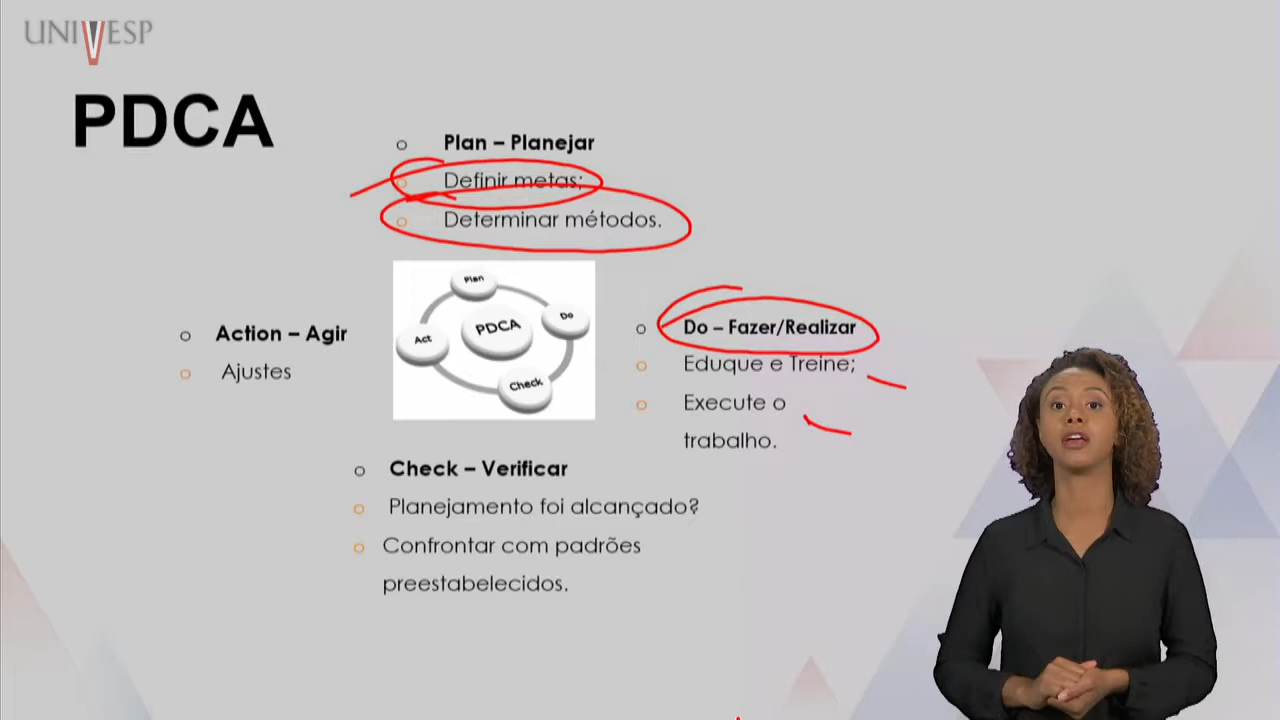 UNIVESP
PDCA
Plan – Planejar
Definir metas;
Determinar métodos.
Plan
Do
PDCA
Act
Check
Action – Agir
Ajustes
Do – Fazer/Realizar
Eduque e Treine;
Execute o
trabalho.
Check – Verificar
Planejamento foi alcançado?
Confrontar com padrões
preestabelecidos.